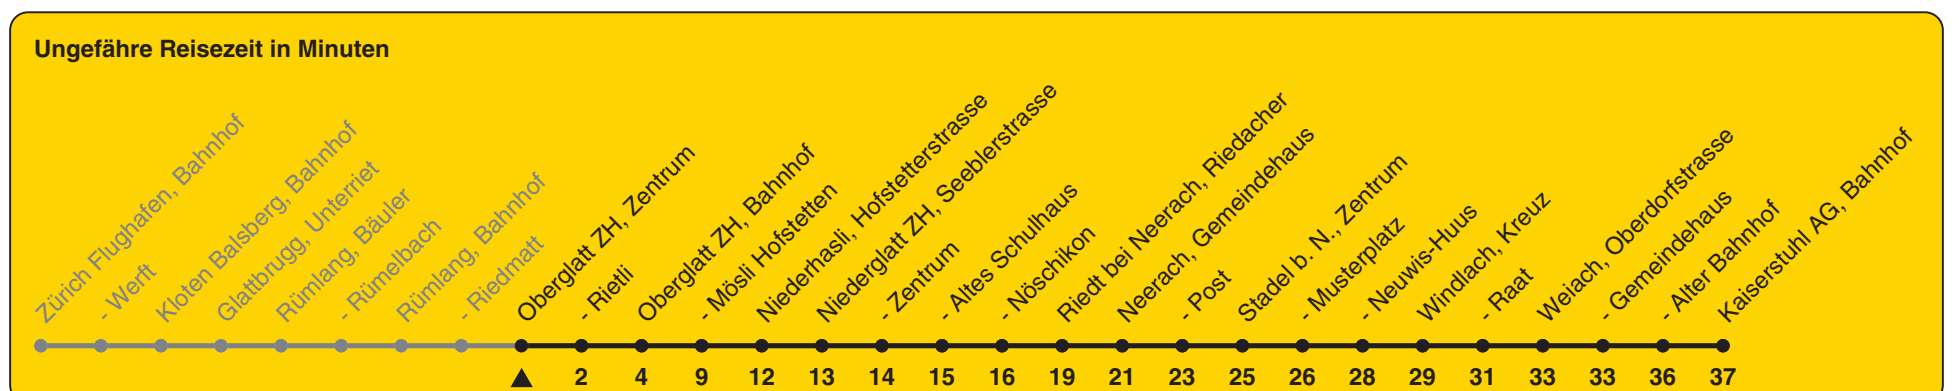 Ungefähre Reisezeit in Minuten
Zürich Flughafen, Bahnhof
- Werft
Kloten Balsberg, Bahnhof
Glattbrugg, Unterriet
Rümlang, Bäuler
- Rümelbach
Rümlang, Bahnhof
- Riedmatt
Oberglatt ZH, Zentrum
- Rietli
Oberglatt ZH, Bahnhof
- Mösli Hofstetten
Niederhasli, Hofstetterstrasse
Niederglatt ZH, Seeblerstrasse
- Zentrum
- Altes Schulhaus
- Nöschikon
Riedt bei Neerach, Riedacher
Neerach, Gemeindehaus
- Post
Stadel b. N., Zentrum
- Musterplatz
- Neuwis-Huus
Windlach, Kreuz
- Raat
Weiach, Oberdorfstrasse
- Gemeindehaus
- Alter Bahnhof
Kaiserstuhl AG, Bahnhof
2 4 9 12 13 14 15 16 19 21 23 25 26 28 29 31 33 33 36 37